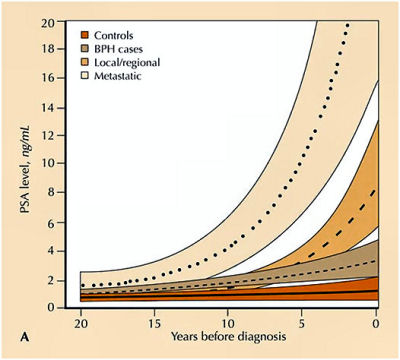 20
18
16
14
12
10
8
6
4
2
0
PSA level, ng/mL
Controls
BPH cases
Local/regional
Metastatic
20 15 10 5 0
A Years before diagnosis